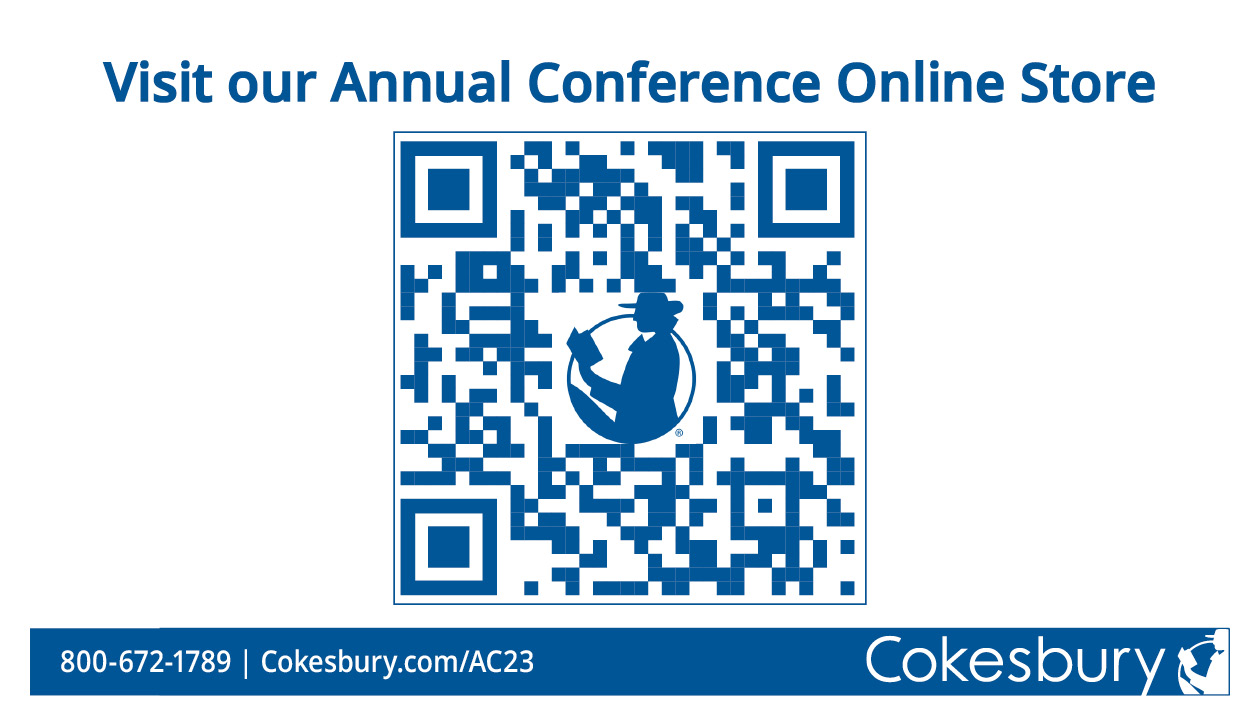 Visit our Annual Conference Online Store
®
800-672-1789 | Cokesbury.com/AC23
Cokesbury